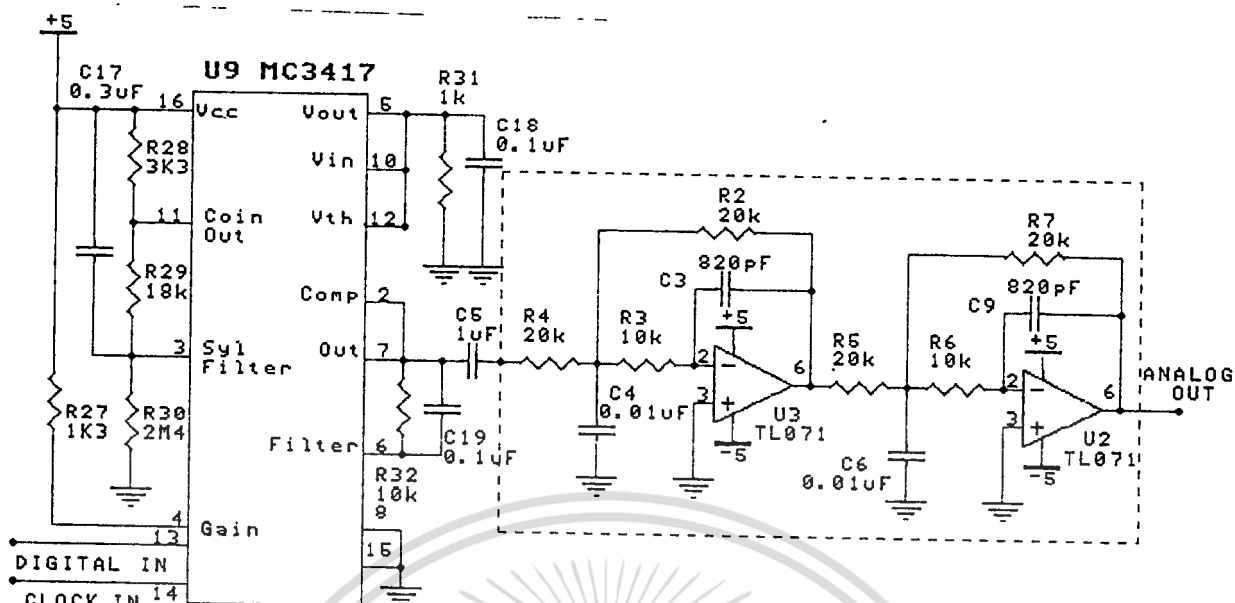 +5
U9 MC3417
C17
0.3uF
16
Vcc
Vout
5
R31
1k
C18
0.1uF
R28
3K3
Vin
10
11
Coin
Out
Vth
12
R29
18k
R2
20k
R7
20k
820pF
C3
820pF
C9
Comp
2
C5
1uF
R4
20k
R3
10k
+5
+5
3
Syl
Filter
Out
7
2
-
6
R5
20k
R6
10k
2
-
6
ANALOG
OUT
3
+
3
+
R27
1K3
R30
2M4
C4
0.01uF
U3
TL071
-5
U2
TL071
-5
C6
0.01uF
Filter
6
C19
0.1uF
R32
10k
4
Gain
8
13
15
DIGITAL IN
14
CLOCK IN